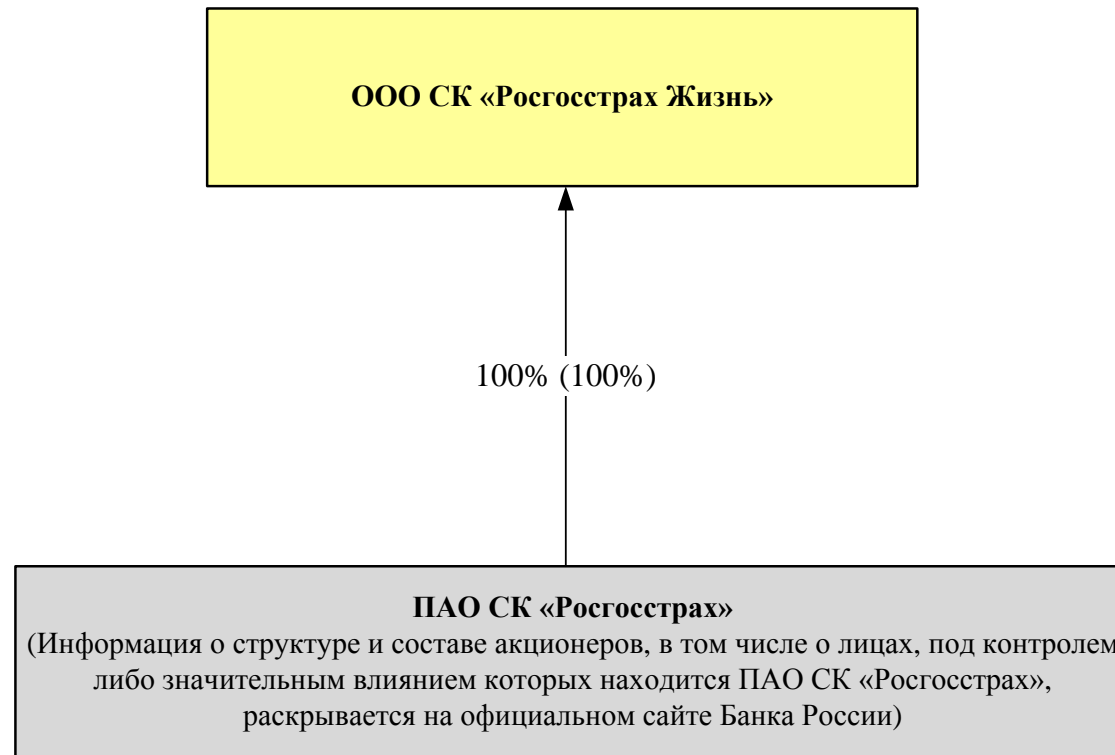 ООО СК «Росгосстрах Жизнь»
100% (100%)
ПАО СК «Росгосстрах»
(Информация о структуре и составе акционеров, в том числе о лицах, под контролем
либо значительным влиянием которых находится ПАО СК «Росгосстрах»,
раскрывается на официальном сайте Банка России)